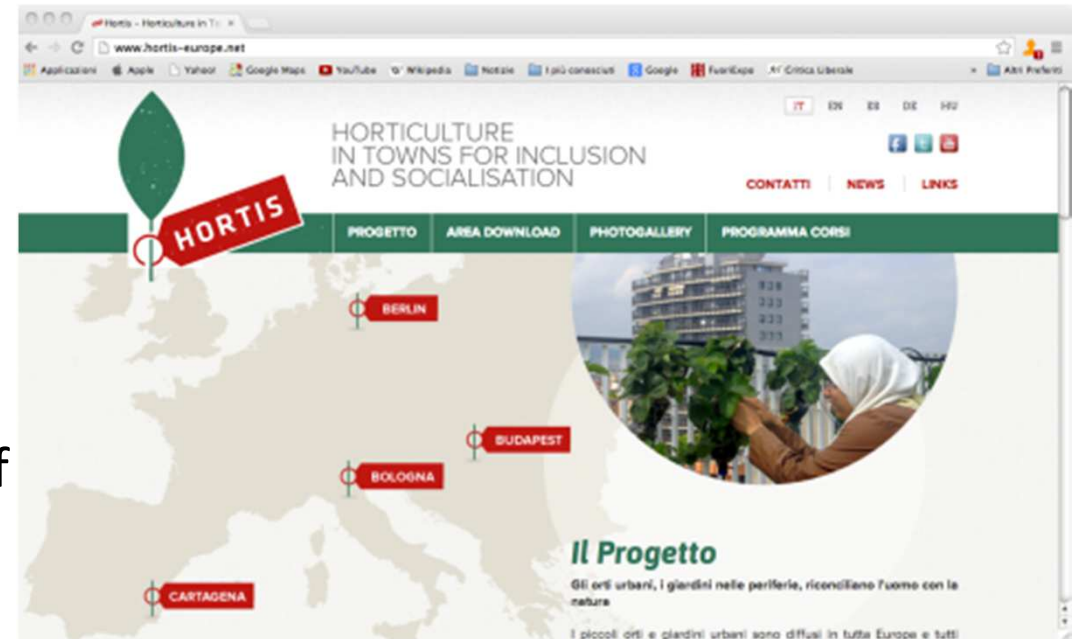 Hortis - Horticulture in To
www.hortis-europe.net
Applicazioni Apple Yahoo! Google Maps YouTube Wikipedia Notizie I più conosciuti Google FuoriExpo Critica Liberale » Altri Preferiti
IT EN ES DE HU
HORTICULTURE
IN TOWNS FOR INCLUSION
AND SOCIALISATION
CONTATTI NEWS LINKS
HORTIS
PROGETTO AREA DOWNLOAD PHOTOGALLERY PROGRAMMA CORSI
BERLIN
BUDAPEST
f
BOLOGNA
CARTAGENA
Il Progetto
Gli orti urbani, i giardini nelle periferie, riconciliano l'uomo con la
natura
I piccoli orti e giardini urbani sono diffusi in tutta Europa e tutti